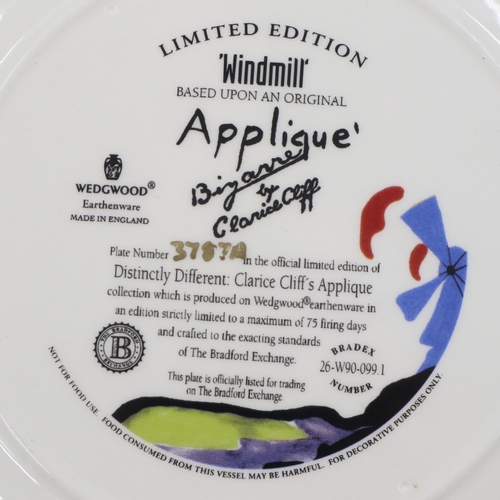 LIMITED EDITION
'Windmill'
BASED UPON AN ORIGINAL
Applique'
Bizarre
by
Clarice Cliff
WEDGWOOD®
Earthenware
MADE IN ENGLAND
Plate Number 3787A in the official limited edition of
Distinctly Different: Clarice Cliff's Applique
collection which is produced on Wedgwood® earthenware in
an edition strictly limited to a maximum of 75 firing days
and crafted to the exacting standards
of The Bradford Exchange.
THE BRADFORD EXCHANGE
B
BRADEX
26-W90-099.1
NUMBER
This plate is officially listed for trading
on The Bradford Exchange
NOT FOR FOOD USE. FOOD CONSUMED FROM THIS VESSEL MAY BE HARMFUL. FOR DECORATIVE PURPOSES ONLY.